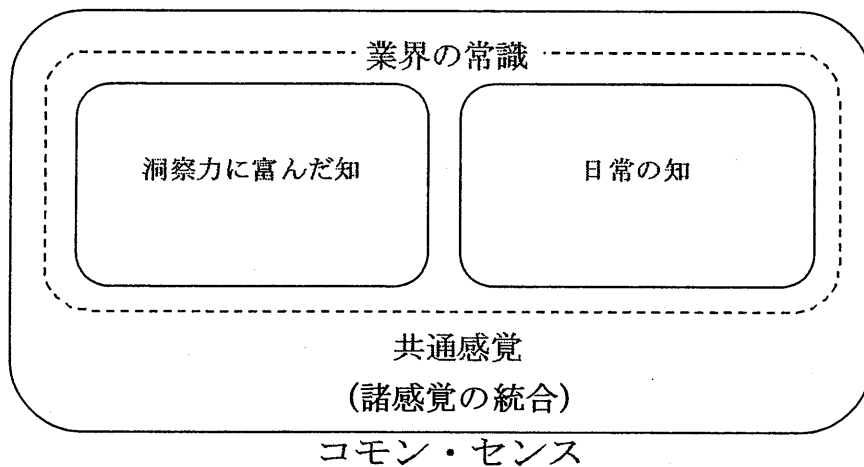 業界の常識
洞察力に富んだ知
日常の知
共通感覚
(諸感覚の統合)
コモン・センス